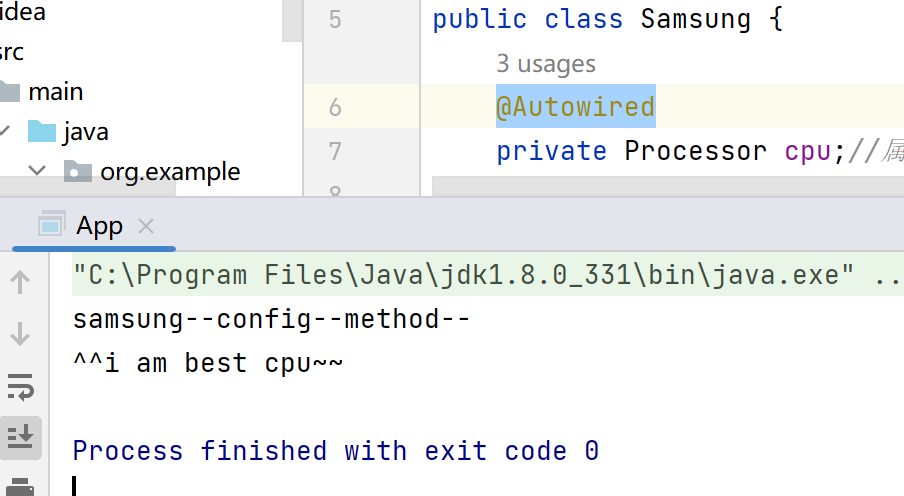 idea
src
main
java
org.example
5 public class Samsung {
3 usages
6 @Autowired
7 private Processor cpu;//属
8
App
"C:\Program Files\Java\jdk1.8.0_331\bin\java.exe" ..
samsung--config--method--
^^i am best cpu~~
Process finished with exit code 0